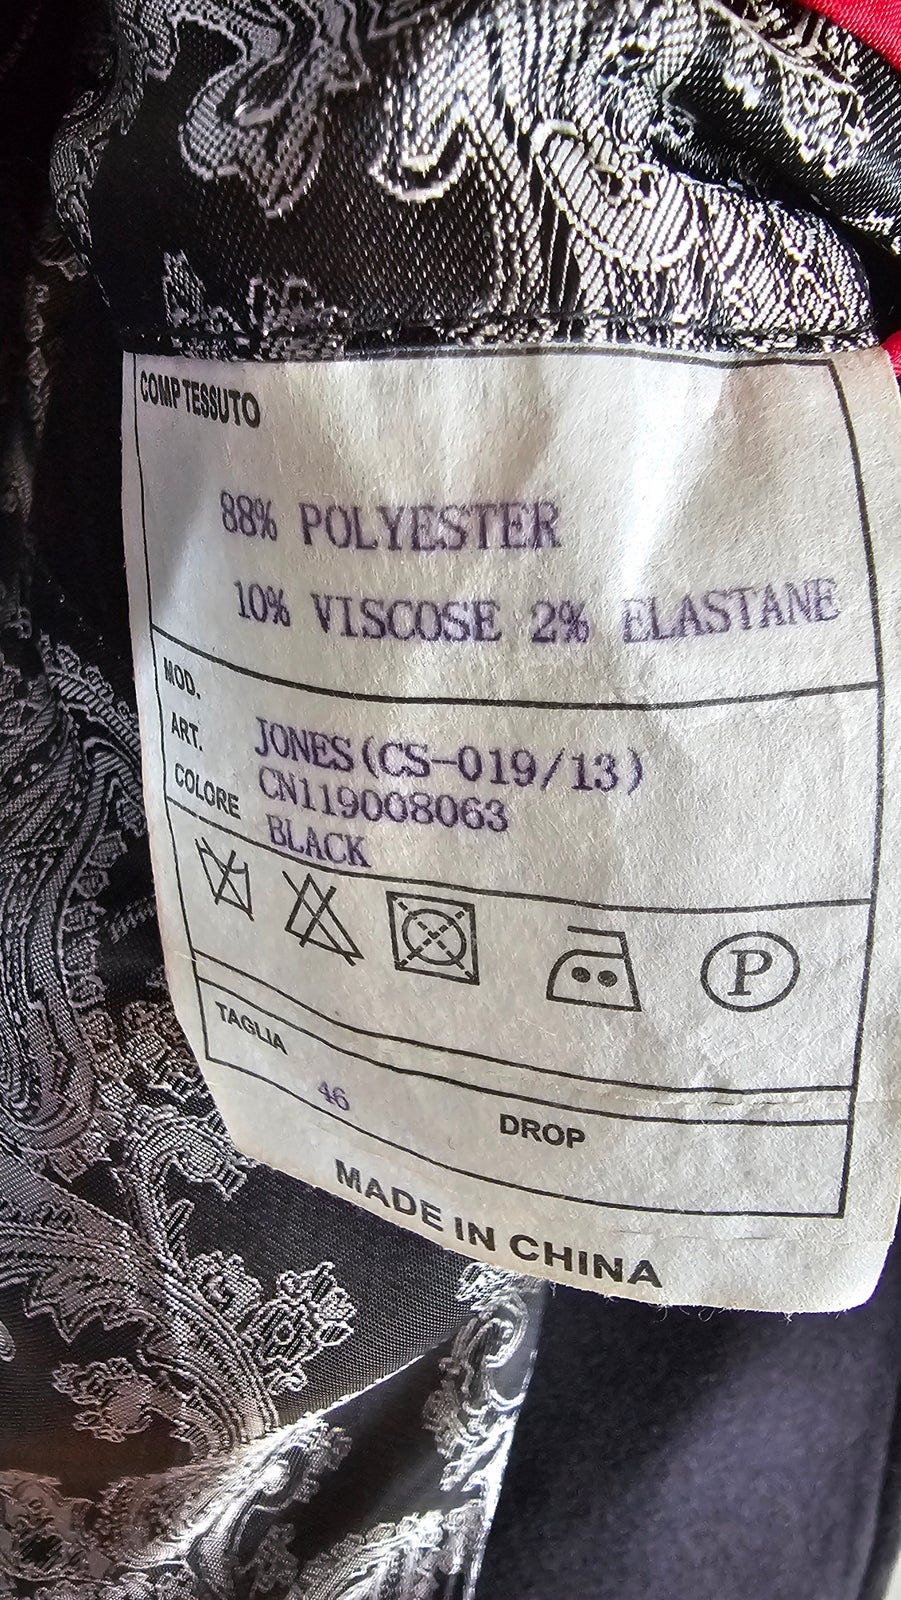 COMP TESSUTO
88% POLYESTER
10% VISCOSE 2% ELASTANE
MOD.
ART. JONES(CS-019/13)
COLORE CN119008063
BLACK
P
TAGLIA
46
DROP
MADE IN CHINA